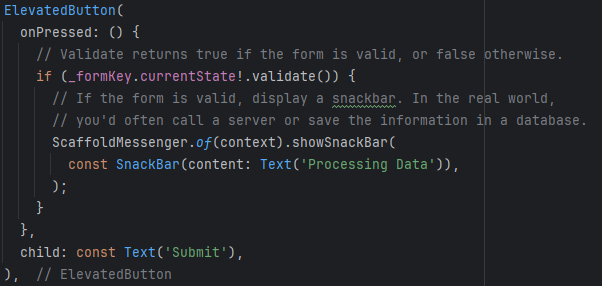 ElevatedButton(
  onPressed: () {
    // Validate returns true if the form is valid, or false otherwise.
    if (_formKey.currentState!.validate()) {
      // If the form is valid, display a snackbar. In the real world,
      // you'd often call a server or save the information in a database.
      ScaffoldMessenger.of(context).showSnackBar(
        const SnackBar(content: Text('Processing Data')),
      );
    }
  },
  child: const Text('Submit'),
),  // ElevatedButton